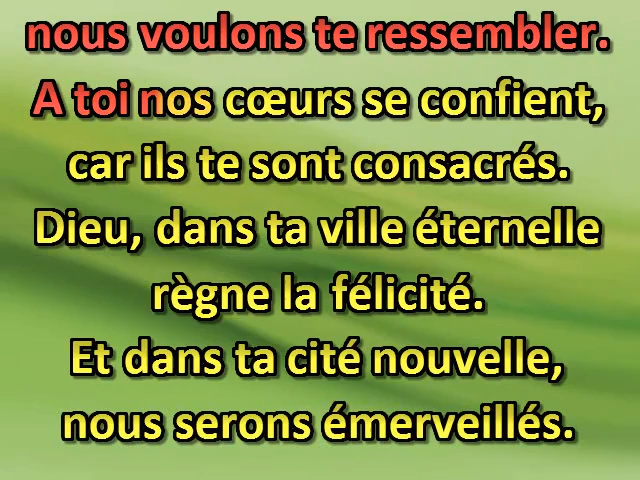 nous voulons te ressembler.
A toi nos cœurs se confient,
car ils te sont consacrés.
Dieu, dans ta ville éternelle
règne la félicité.
Et dans ta cité nouvelle,
nous serons émerveillés.